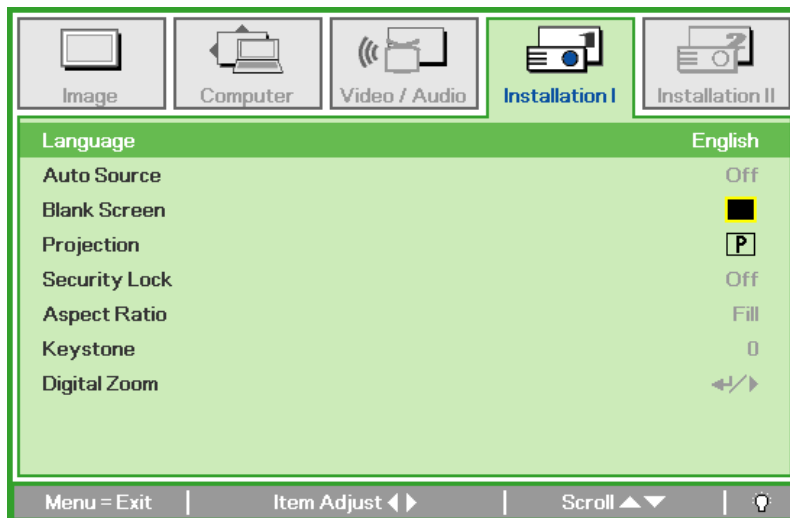 Image Computer Video / Audio Installation I Installation II
Language English
Auto Source Off
Blank Screen
Projection P
Security Lock Off
Aspect Ratio Fill
Keystone 0
Digital Zoom
Menu = Exit Item Adjust Scroll